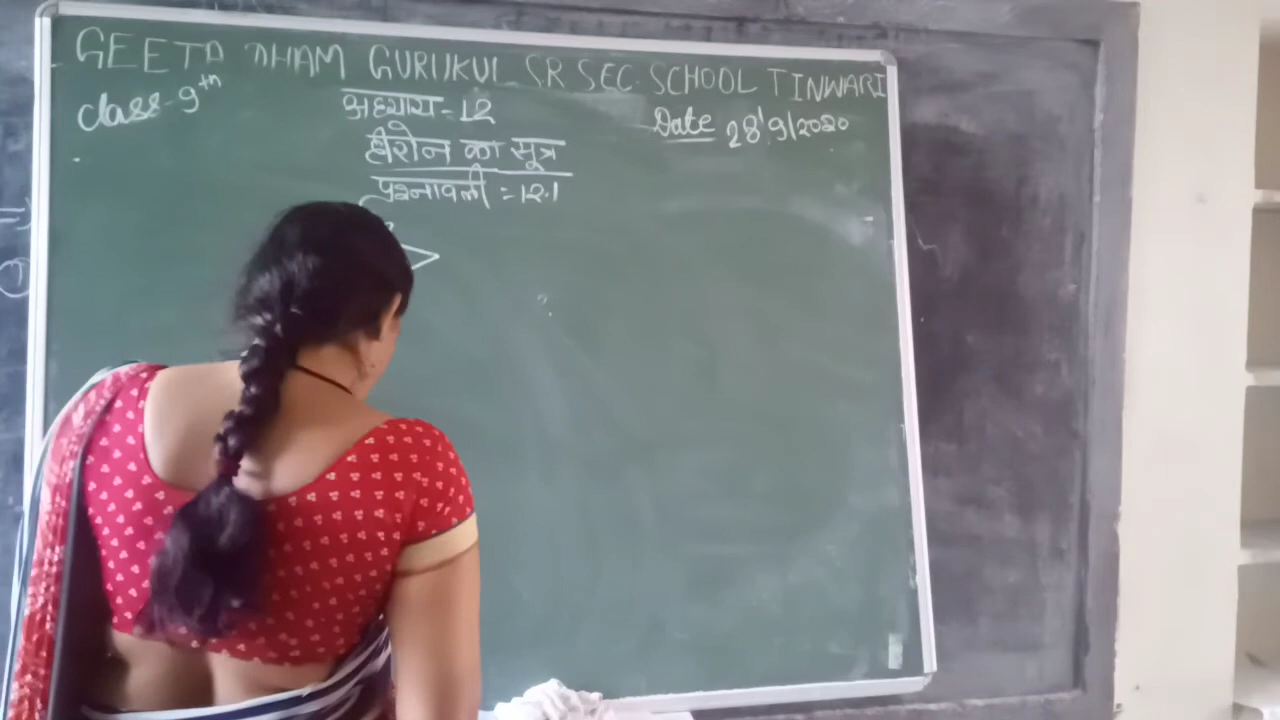 GEETA DHAM GURUKUL SR SEC. SCHOOL TINWARI
class-9th
अध्याय=12
Date 28/9/2020
हीरोन का सूत्र
प्रश्नावली =12.1